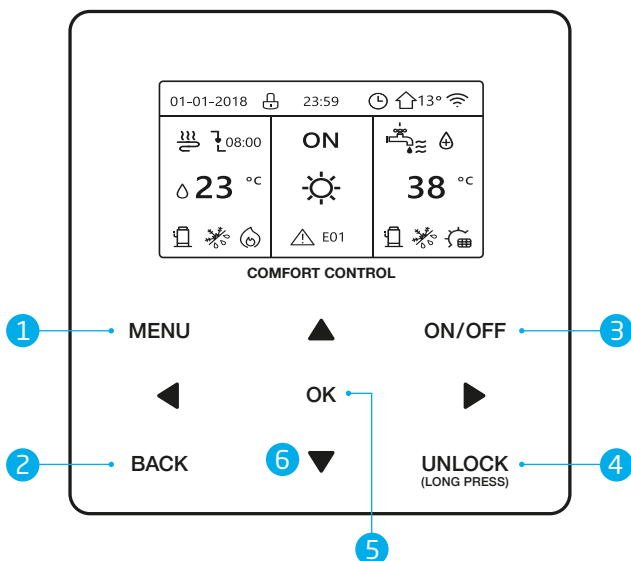 01-01-2018 23:59 13°
08:00 ON
23 °C 38 °C
E01
COMFORT CONTROL
1 MENU ON/OFF 3
OK
2 BACK 6 UNLOCK 4
(LONG PRESS)
5